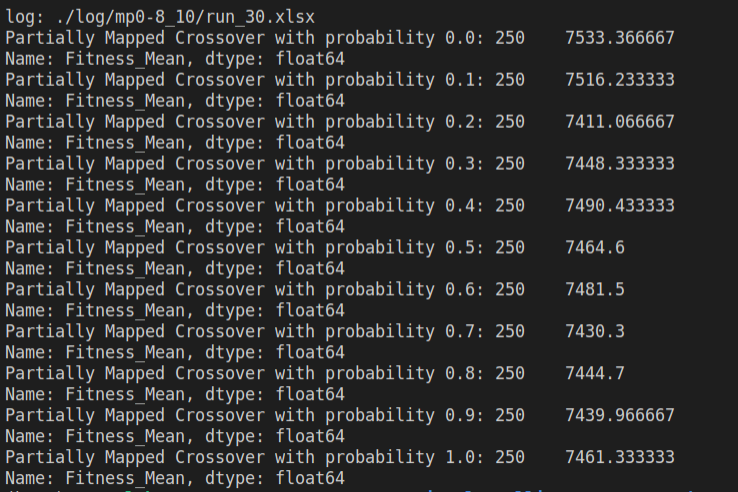 log: ./log/mp0-8_10/run_30.xlsx
Partially Mapped Crossover with probability 0.0: 250    7533.366667
Name: Fitness_Mean, dtype: float64
Partially Mapped Crossover with probability 0.1: 250    7516.233333
Name: Fitness_Mean, dtype: float64
Partially Mapped Crossover with probability 0.2: 250    7411.066667
Name: Fitness_Mean, dtype: float64
Partially Mapped Crossover with probability 0.3: 250    7448.333333
Name: Fitness_Mean, dtype: float64
Partially Mapped Crossover with probability 0.4: 250    7490.433333
Name: Fitness_Mean, dtype: float64
Partially Mapped Crossover with probability 0.5: 250    7464.6
Name: Fitness_Mean, dtype: float64
Partially Mapped Crossover with probability 0.6: 250    7481.5
Name: Fitness_Mean, dtype: float64
Partially Mapped Crossover with probability 0.7: 250    7430.3
Name: Fitness_Mean, dtype: float64
Partially Mapped Crossover with probability 0.8: 250    7444.7
Name: Fitness_Mean, dtype: float64
Partially Mapped Crossover with probability 0.9: 250    7439.966667
Name: Fitness_Mean, dtype: float64
Partially Mapped Crossover with probability 1.0: 250    7461.333333
Name: Fitness_Mean, dtype: float64